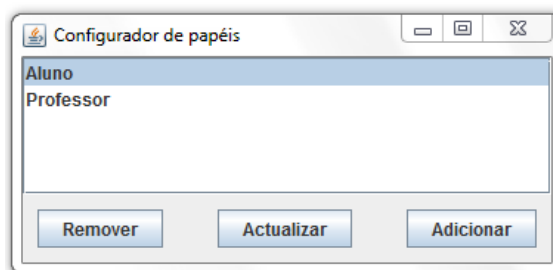 Configurador de papéis
Aluno
Professor
Remover Actualizar Adicionar